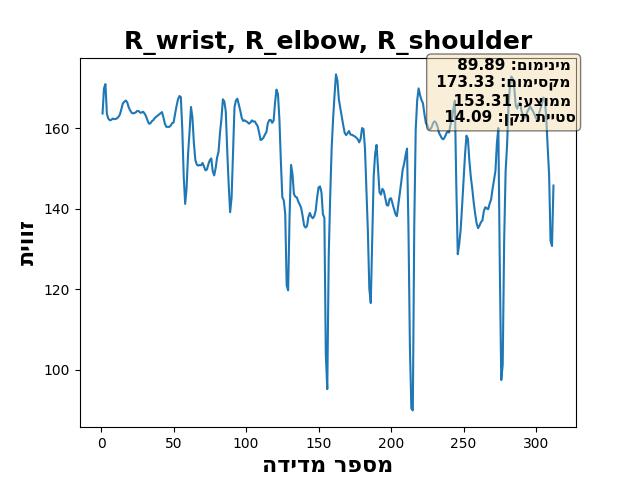 R_wrist, R_elbow, R_shoulder
מינימום: 89.89
מקסימום: 173.33
ממוצע: 153.31
סטיית תקן: 14.09
160
140
120
100
זווית
0 50 100 150 200 250 300
מספר מדידה